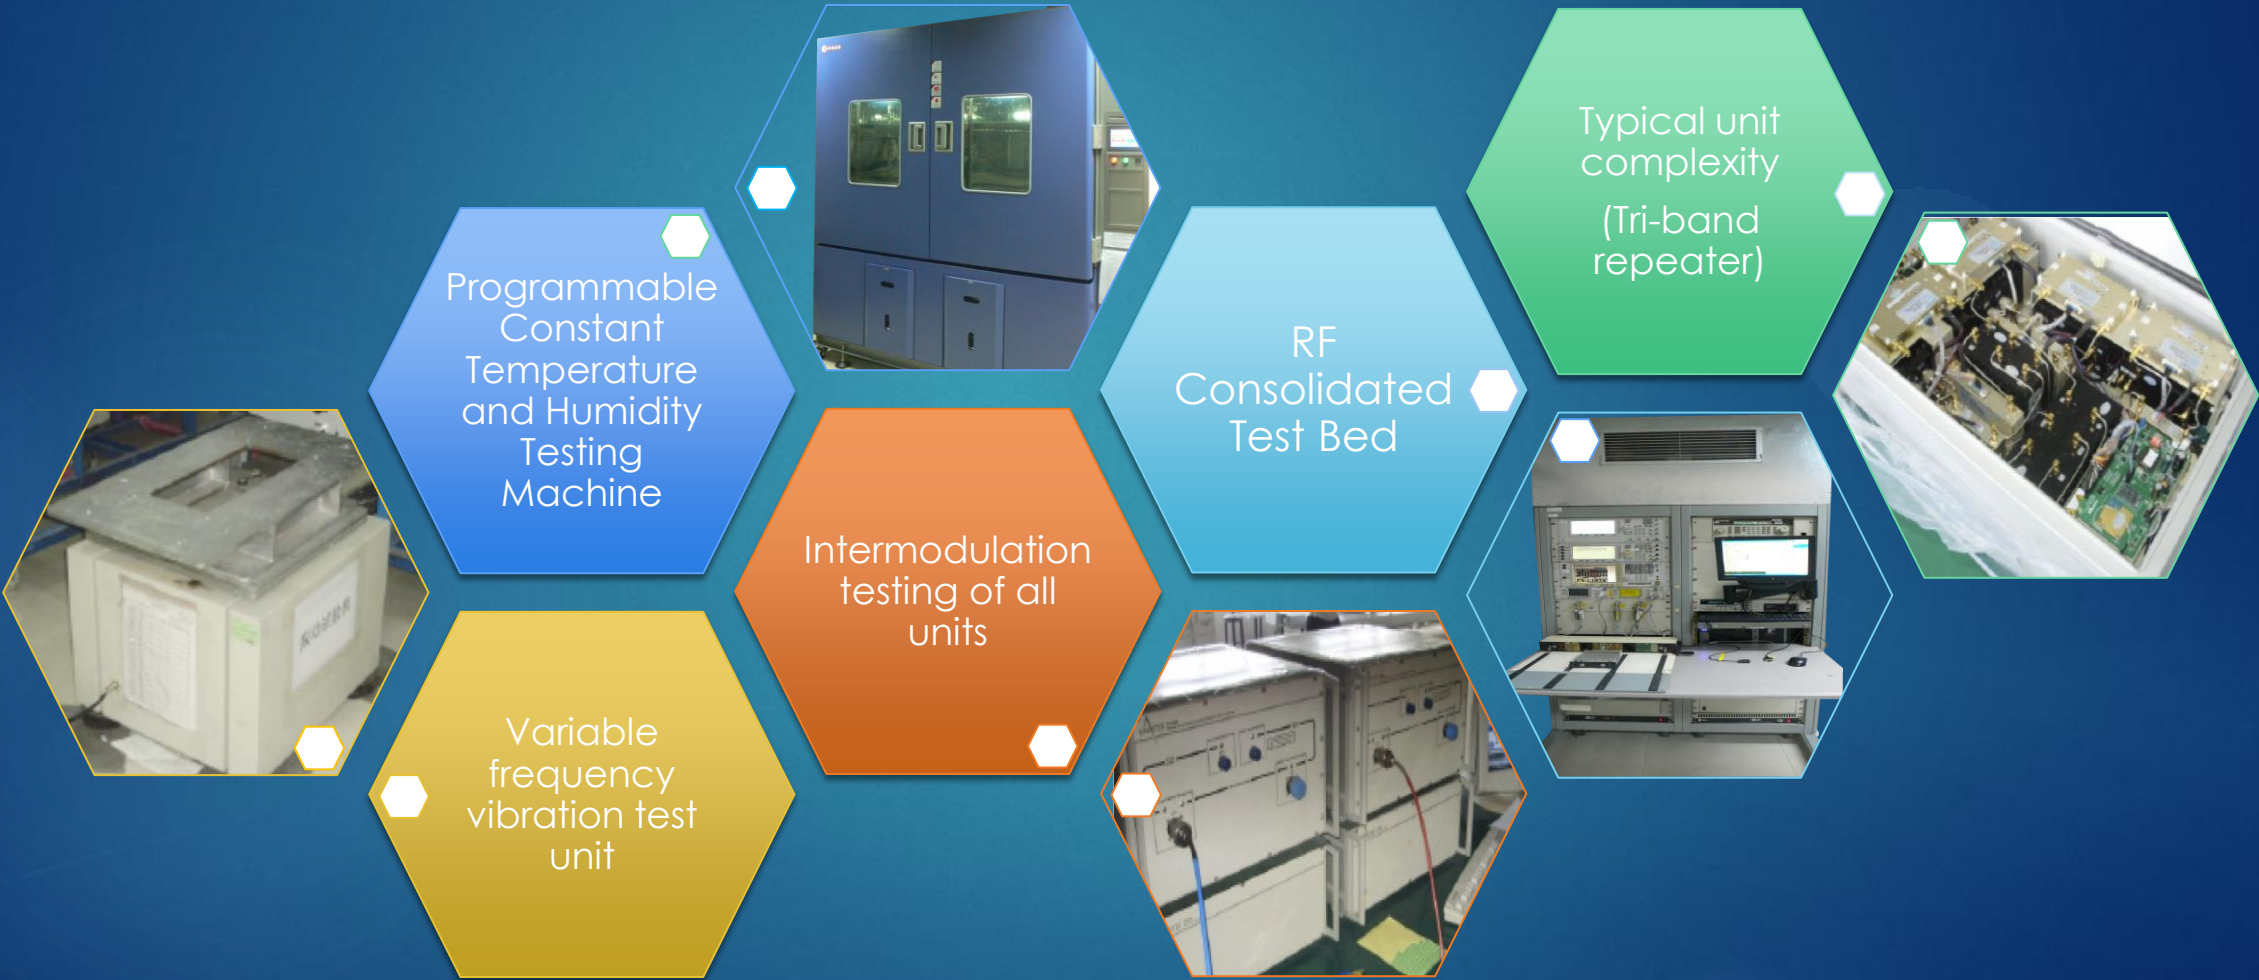 Programmable
Constant
Temperature
and Humidity
Testing
Machine
Variable
frequency
vibration test
unit
Intermodulation
testing of all
units
RF
Consolidated
Test Bed
Typical unit
complexity
(Tri-band
repeater)